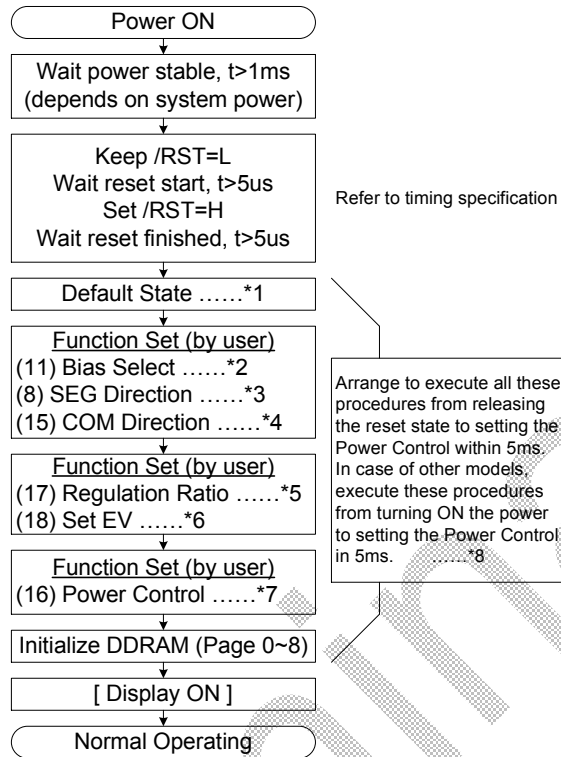 Power ON
Wait power stable, t>1ms
(depends on system power)
Keep /RST=L
Wait reset start, t>5us
Set /RST=H
Wait reset finished, t>5us
Refer to timing specification
Default State ……*1
Function Set (by user)
(11) Bias Select ……*2
(8) SEG Direction ……*3
(15) COM Direction ……*4
Function Set (by user)
(17) Regulation Ratio ……*5
(18) Set EV ……*6
Function Set (by user)
(16) Power Control ……*7
Arrange to execute all these
procedures from releasing
the reset state to setting the
Power Control within 5ms.
In case of other models,
execute these procedures
from turning ON the power
to setting the Power Control
in 5ms. ……*8
Initialize DDRAM (Page 0~8)
[ Display ON ]
Normal Operating